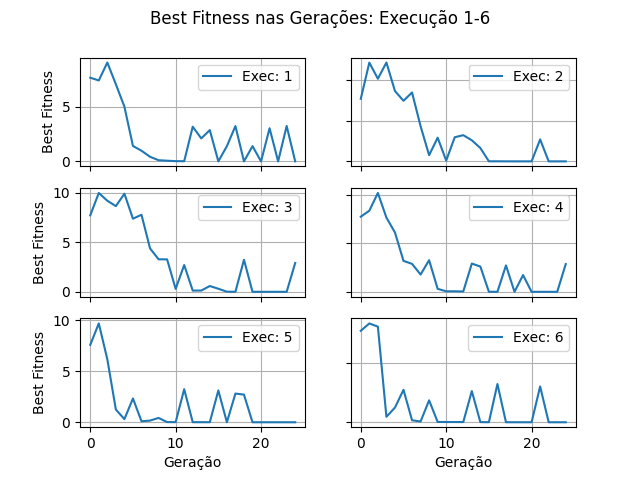 Best Fitness nas Gerações: Execução 1-6
Best Fitness
5
0
Exec: 1
Exec: 2
Best Fitness
10
5
0
Exec: 3
Exec: 4
Best Fitness
10
5
0
Exec: 5
Exec: 6
0
10
20
0
10
20
Geração
Geração